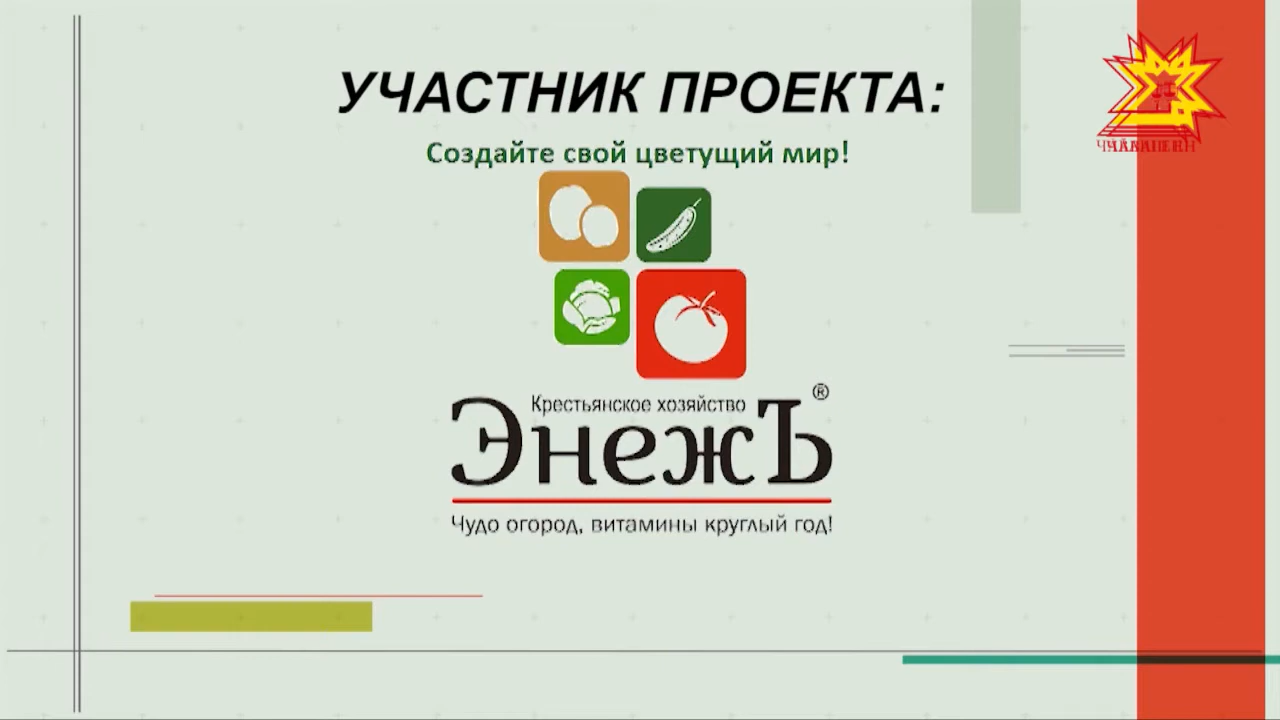 УЧАСТНИК ПРОЕКТА:
Создайте свой цветущий мир!
Крестьянское хозяйство
ЭнежЪ®
Чудо огород, витамины круглый год!